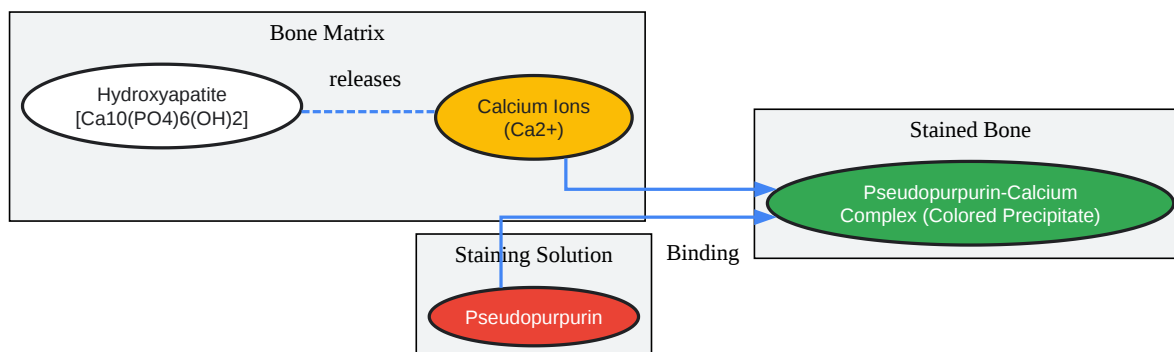 Bone Matrix
releases
Hydroxyapatite
[Ca10(PO4)6(OH)2]
Calcium Ions
(Ca2+)
Stained Bone
Pseudopurpurin-Calcium
Complex (Colored Precipitate)
Staining Solution
Binding
Pseudopurpurin